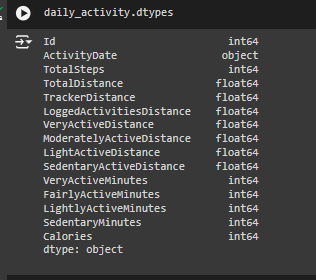 daily_activity.dtypes
Id int64
ActivityDate object
TotalSteps int64
TotalDistance float64
TrackerDistance float64
LoggedActivitiesDistance float64
VeryActiveDistance float64
ModeratelyActiveDistance float64
LightActiveDistance float64
SedentaryActiveDistance float64
VeryActiveMinutes int64
FairlyActiveMinutes int64
LightlyActiveMinutes int64
SedentaryMinutes int64
Calories int64
dtype: object